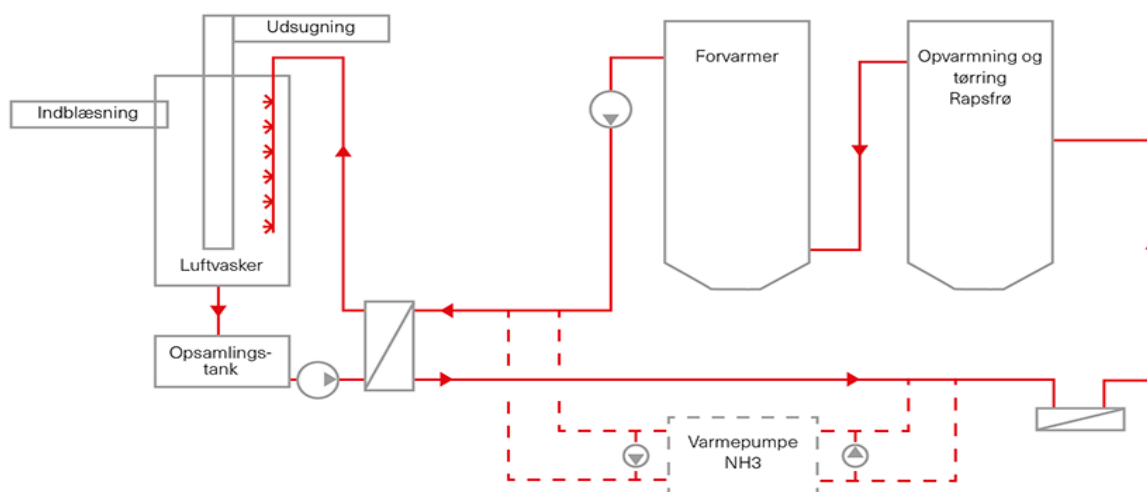 Udsugning
Indblæsning
Luftvasker
Opsamlings-
tank
Forvarmer
Opvarmning og
tørring
Rapsfrø
Varmepumpe
NH3